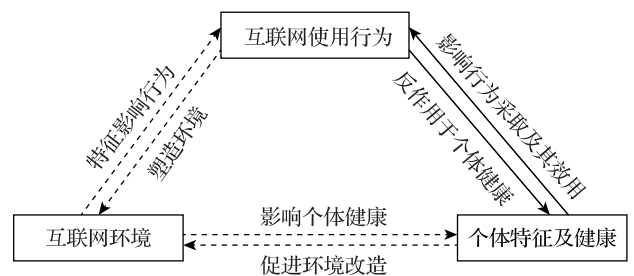 互联网使用行为
特征影响行为
塑造环境
影响行为采取及其效用
反作用于个体健康
互联网环境
影响个体健康
促进环境改造
个体特征及健康